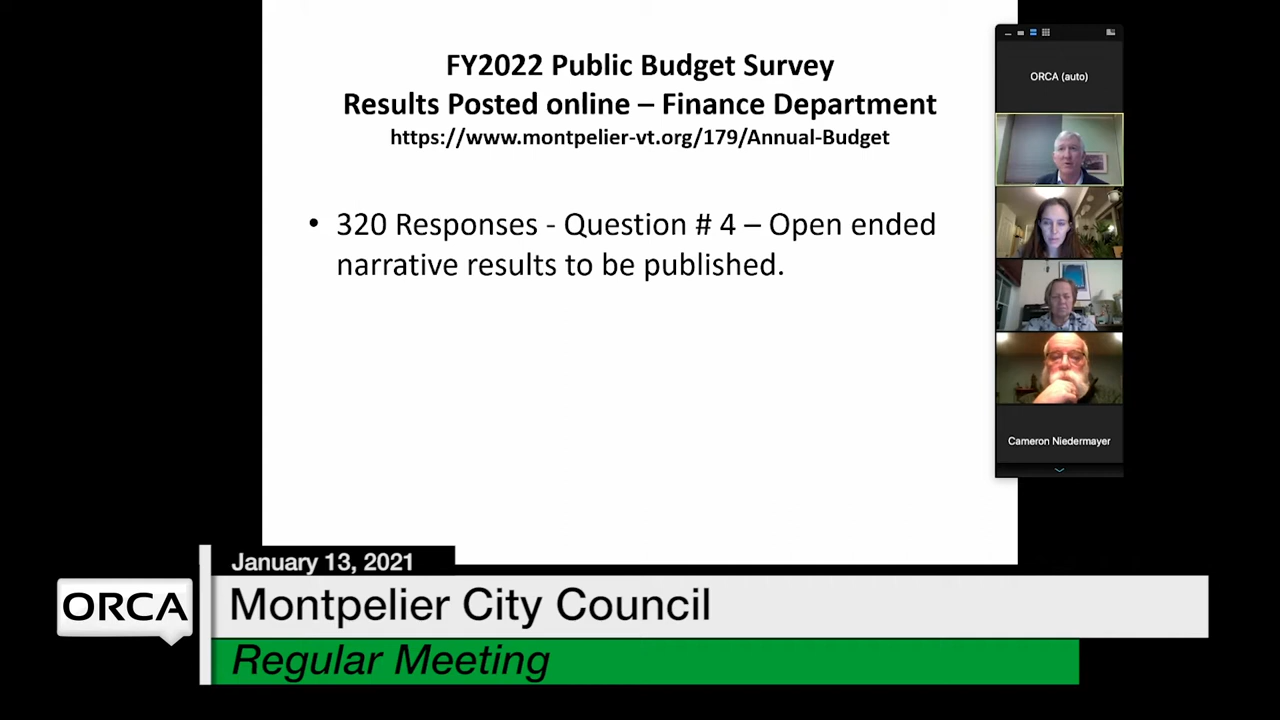 FY2022 Public Budget Survey
Results Posted online – Finance Department
https://www.montpelier-vt.org/179/Annual-Budget
• 320 Responses - Question # 4 – Open ended
narrative results to be published.
ORCA (auto)
Cameron Niedermayer
January 13, 2021
ORCA
Montpelier City Council
Regular Meeting